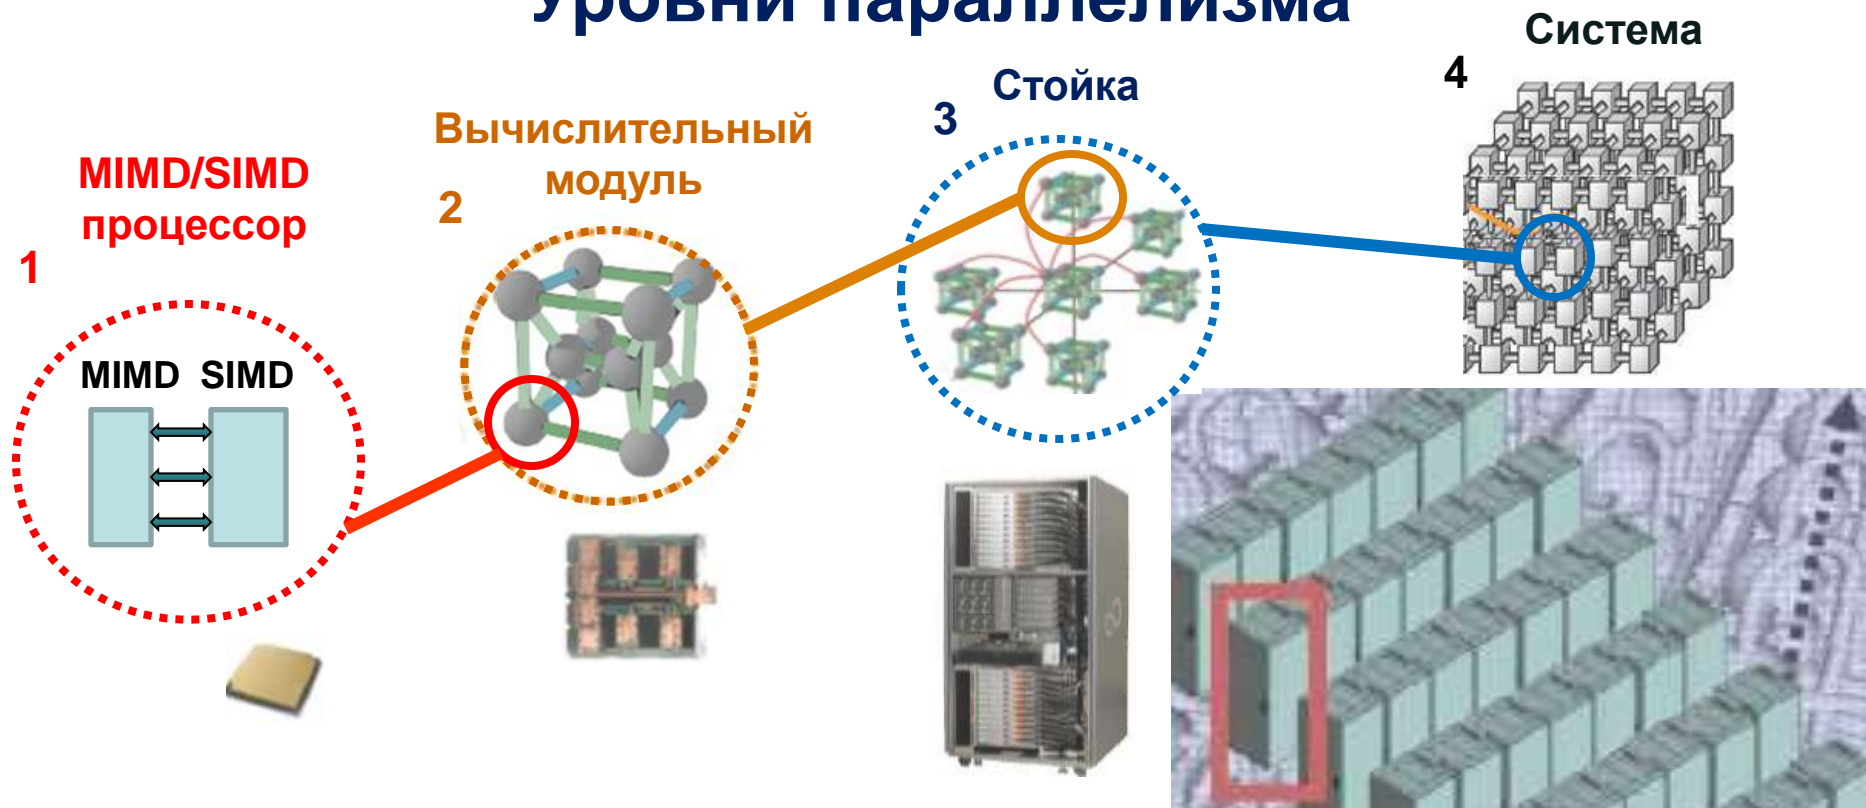 Уровни параллелизма
MIMD/SIMD
процессор
1
MIMD SIMD
Вычислительный
модуль
2
Стойка
3
Система
4